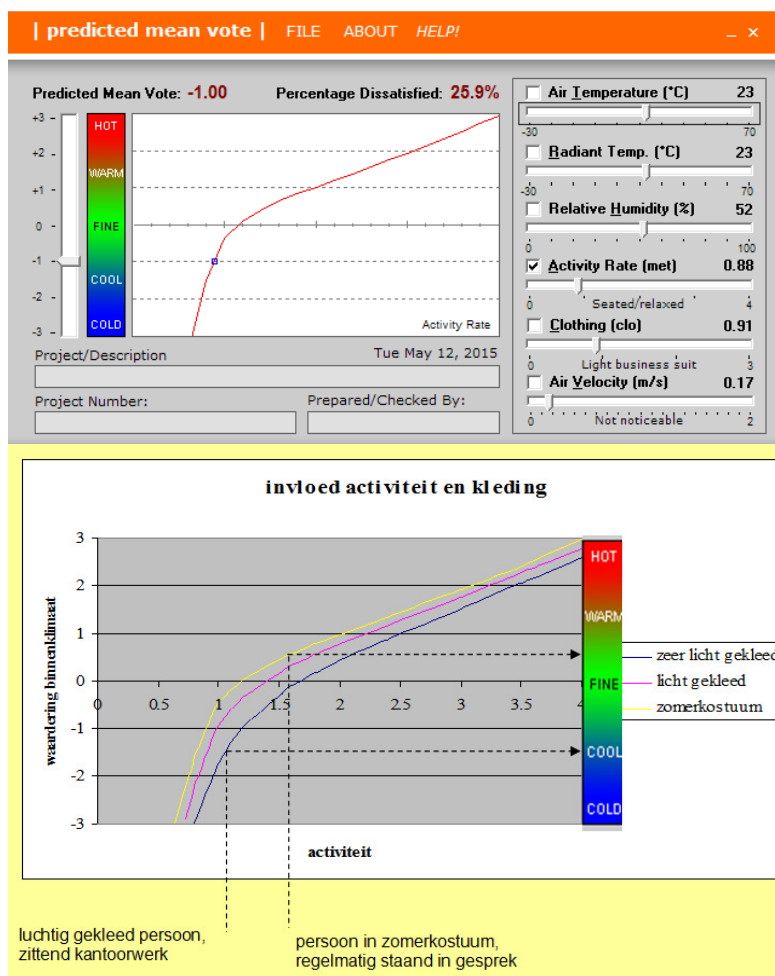 | predicted mean vote | FILE ABOUT HELP! _ ×
Predicted Mean Vote: -1.00 Percentage Dissatisfied: 25.9%
+3
+2
+1
0
-1
-2
-3
HOT
WARM
FINE
COOL
COLD
Activity Rate
Project/Description Tue May 12, 2015
Project Number: Prepared/Checked By:
Air Temperature (°C) 23
-30 70
Radiant Temp. (°C) 23
-30 70
Relative Humidity (%) 52
0 100
Activity Rate (met) 0.88
0 Seated/relaxed 4
Clothing (clo) 0.91
0 Light business suit 3
Air Velocity (m/s) 0.17
0 Not noticeable 2
invloed activiteit en kleding
waardering binnenklimaat
3
2
1
0
-1
-2
-3
0 0.5 1 1.5 2 2.5 3 3.5 4
activiteit
HOT
WARM
FINE
COOL
COLD
zeer licht gekleed
licht gekleed
zomerkostuum
luchtig gekleed persoon,
zittend kantoorwerk
persoon in zomerkostuum,
regelmatig staand in gesprek